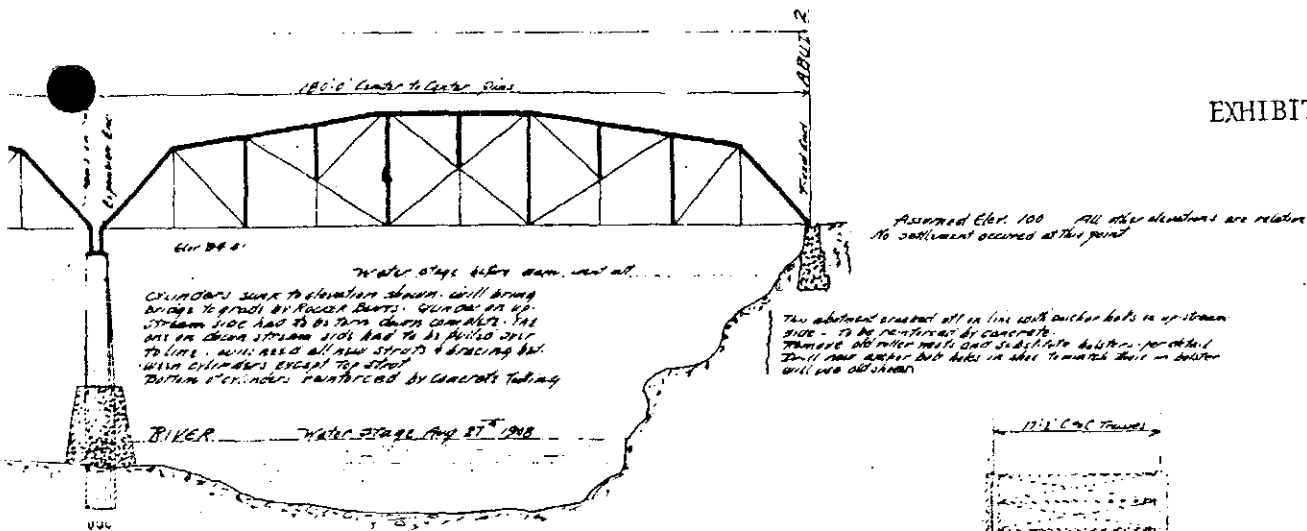 EXHIBIT
ABUT 2
180'0" Center to Center Pins
Expansion End
Fixed End
Assumed Elev. 100 All other elevations are relative
No settlement occured at this point
Elev 94
Water stage before dam went out
Cylinders sunk to elevation shown. will bring
bridge to grade by ROCKER BENTS. Cylinder on up
stream side had to be torn down complete. The
one on down stream side had to be pulled over
to line. will need all new struts & bracing bet
ween cylinders except Top Strut
Bottom of cylinders reinforced by concrete footing
This abutment cracked off in line with anchor bolts in up-stream
side - To be reinforced by concrete.
Remove old roller nests and substitute bolsters - per detail
Drill new anchor bolt holes in shoe to match those in bolster
will use old shoes
RIVER
Water Stage Aug 27th 1908
17'2" C to C Trusses